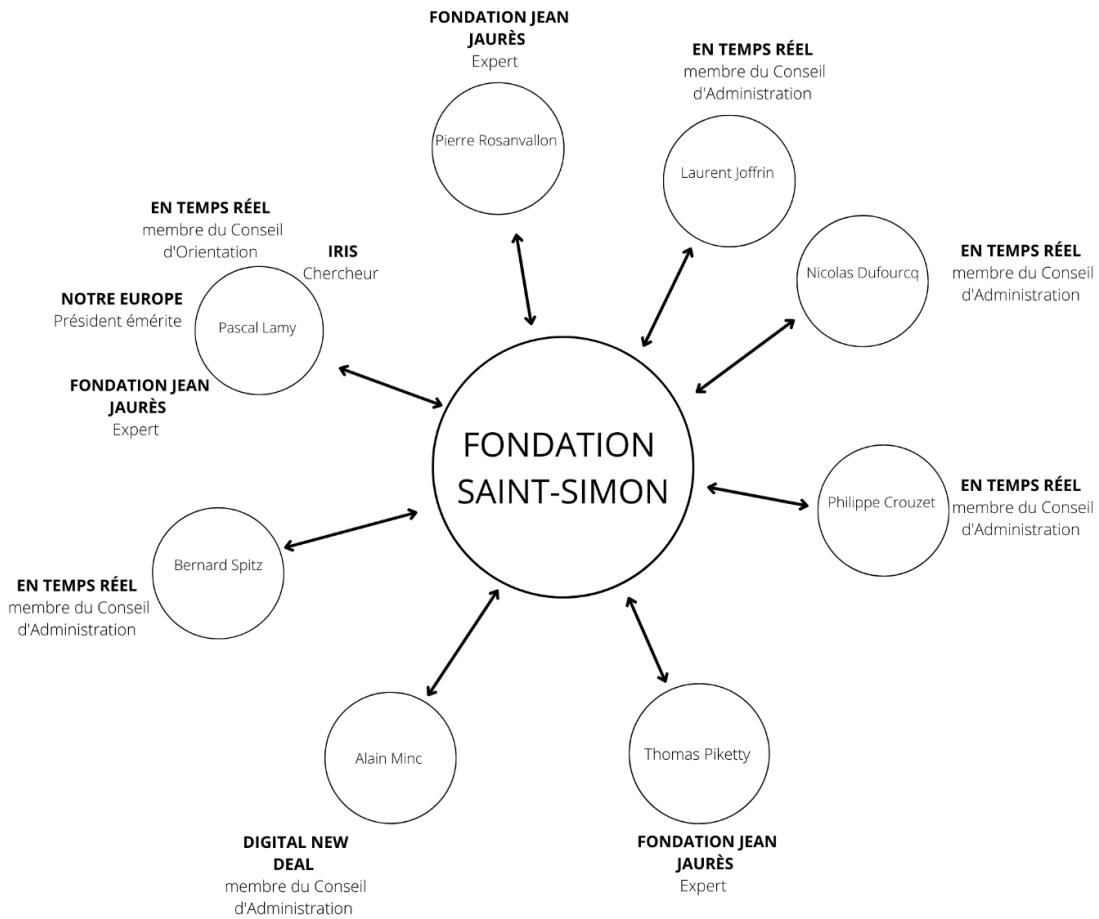 FONDATION JEAN
JAURÈS
Expert
Pierre Rosanvallon
EN TEMPS RÉEL
membre du Conseil
d'Administration
Laurent Joffrin
EN TEMPS RÉEL
membre du Conseil
d'Administration
Nicolas Dufourcq
EN TEMPS RÉEL
membre du Conseil
d'Orientation
IRIS
Chercheur
NOTRE EUROPE
Président émérite
Pascal Lamy
FONDATION JEAN
JAURÈS
Expert
FONDATION
SAINT-SIMON
Philippe Crouzet
EN TEMPS RÉEL
membre du Conseil
d'Administration
Bernard Spitz
EN TEMPS RÉEL
membre du Conseil
d'Administration
Alain Minc
DIGITAL NEW
DEAL
membre du Conseil
d'Administration
Thomas Piketty
FONDATION JEAN
JAURÈS
Expert